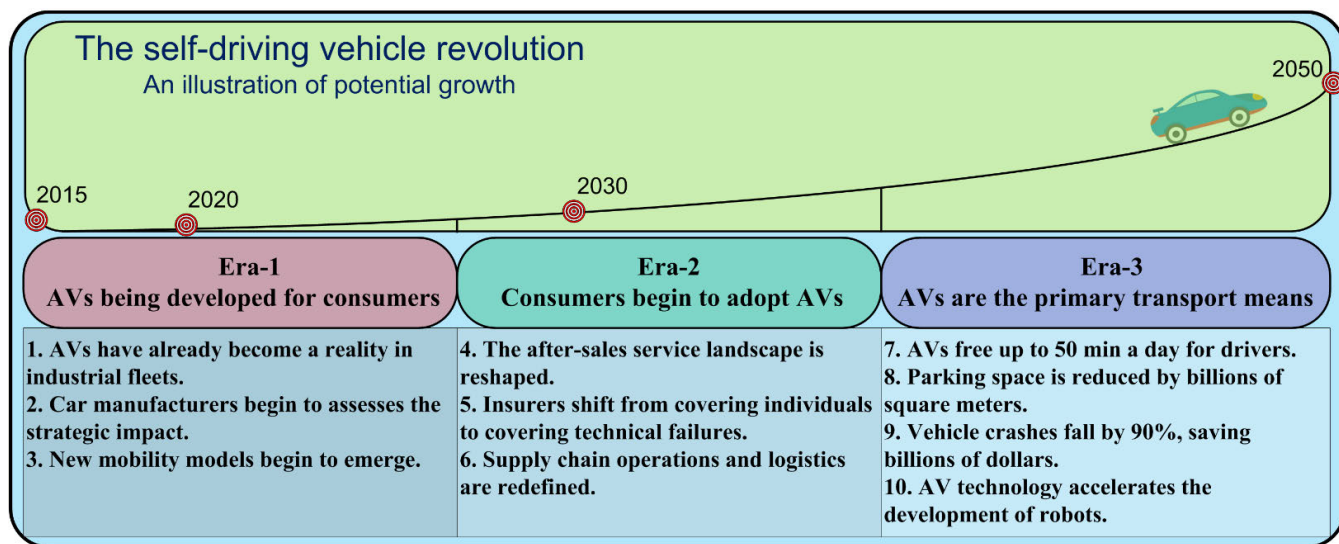 The self-driving vehicle revolution
An illustration of potential growth
2015
2020
2030
2050
Era-1
AVs being developed for consumers
1. AVs have already become a reality in
industrial fleets.
2. Car manufacturers begin to assesses the
strategic impact.
3. New mobility models begin to emerge.
Era-2
Consumers begin to adopt AVs
4. The after-sales service landscape is
reshaped.
5. Insurers shift from covering individuals
to covering technical failures.
6. Supply chain operations and logistics
are redefined.
Era-3
AVs are the primary transport means
7. AVs free up to 50 min a day for drivers.
8. Parking space is reduced by billions of
square meters.
9. Vehicle crashes fall by 90%, saving
billions of dollars.
10. AV technology accelerates the
development of robots.